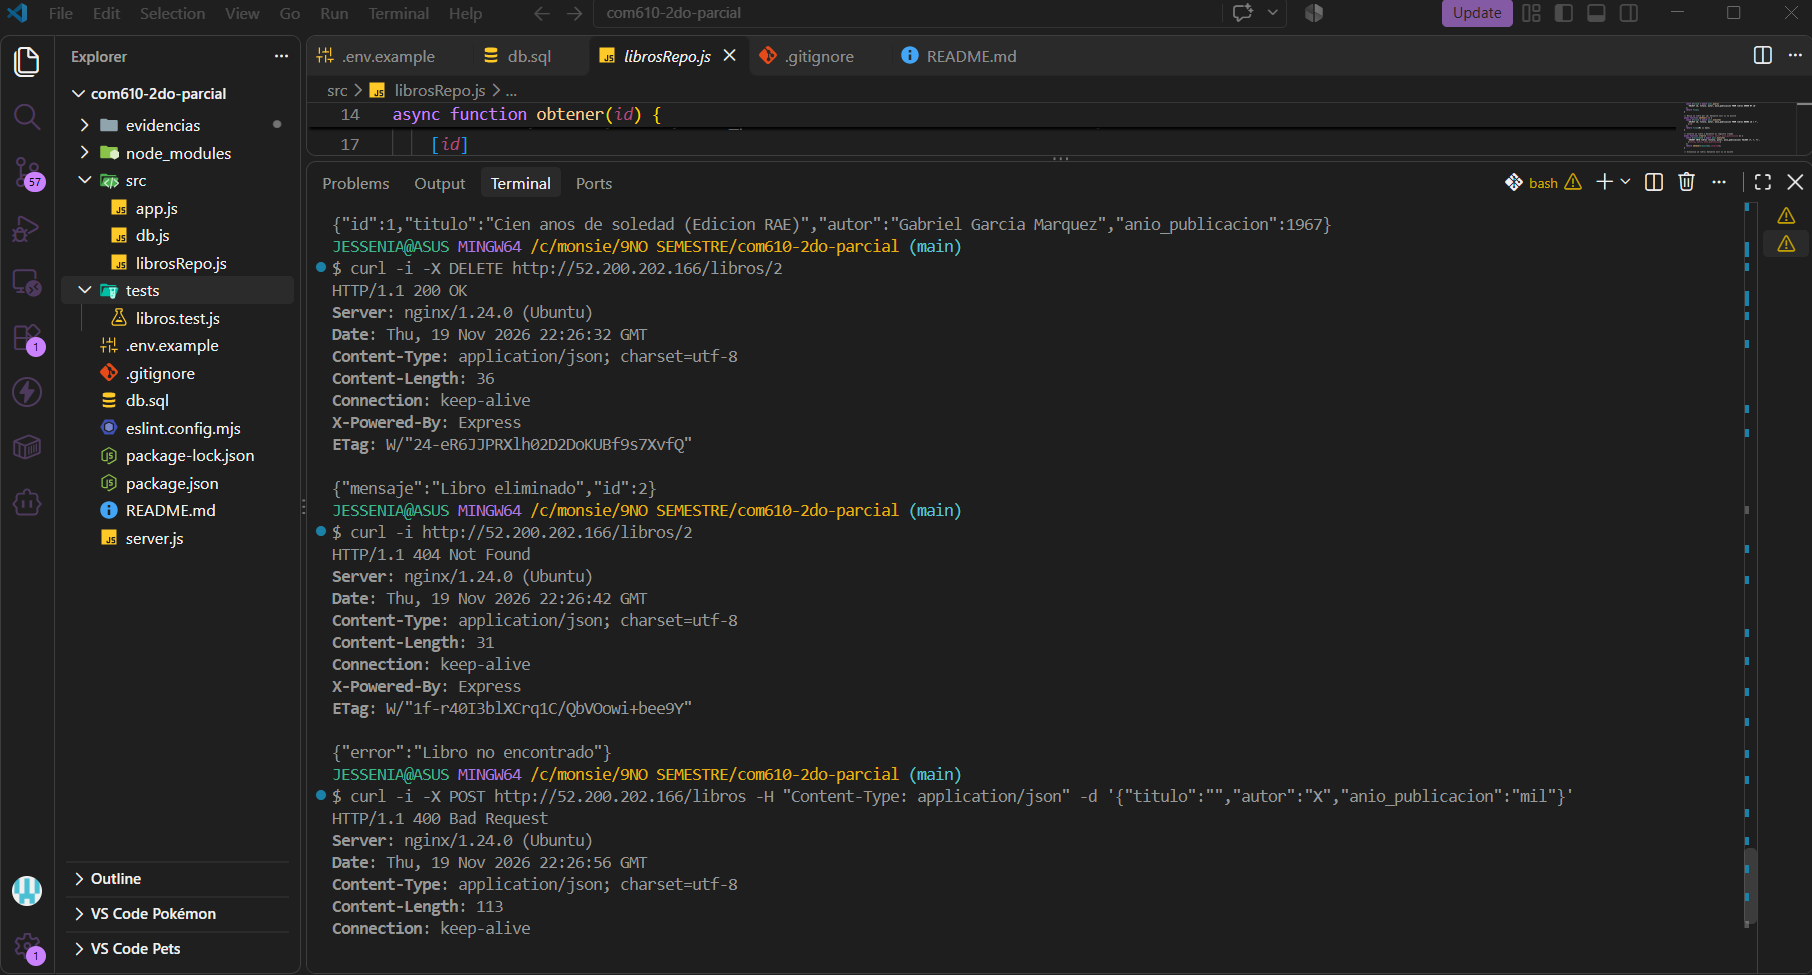 File Edit Selection View Go Run Terminal Help
com610-2do-parcial
Update
Explorer
com610-2do-parcial
evidencias
node_modules
src
app.js
db.js
librosRepo.js
tests
libros.test.js
.env.example
.gitignore
db.sql
eslint.config.mjs
package-lock.json
package.json
README.md
server.js
Outline
VS Code Pokémon
VS Code Pets
57
1
1
.env.example db.sql librosRepo.js .gitignore README.md
src > librosRepo.js > ...
14 async function obtener(id) {
17 [id]
Problems Output Terminal Ports
bash
{"id":1,"titulo":"Cien anos de soledad (Edicion RAE)","autor":"Gabriel Garcia Marquez","anio_publicacion":1967}
JESSENIA@ASUS MINGW64 /c/monsie/9NO SEMESTRE/com610-2do-parcial (main)
$ curl -i -X DELETE http://52.200.202.166/libros/2
HTTP/1.1 200 OK
Server: nginx/1.24.0 (Ubuntu)
Date: Thu, 19 Nov 2026 22:26:32 GMT
Content-Type: application/json; charset=utf-8
Content-Length: 36
Connection: keep-alive
X-Powered-By: Express
ETag: W/"24-eR6JJPRXlh02D2DoKUBf9s7XvfQ"
{"mensaje":"Libro eliminado","id":2}
JESSENIA@ASUS MINGW64 /c/monsie/9NO SEMESTRE/com610-2do-parcial (main)
$ curl -i http://52.200.202.166/libros/2
HTTP/1.1 404 Not Found
Server: nginx/1.24.0 (Ubuntu)
Date: Thu, 19 Nov 2026 22:26:42 GMT
Content-Type: application/json; charset=utf-8
Content-Length: 31
Connection: keep-alive
X-Powered-By: Express
ETag: W/"1f-r40I3blXCrq1C/QbVOowi+bee9Y"
{"error":"Libro no encontrado"}
JESSENIA@ASUS MINGW64 /c/monsie/9NO SEMESTRE/com610-2do-parcial (main)
$ curl -i -X POST http://52.200.202.166/libros -H "Content-Type: application/json" -d '{"titulo":"","autor":"X","anio_publicacion":"mil"}'
HTTP/1.1 400 Bad Request
Server: nginx/1.24.0 (Ubuntu)
Date: Thu, 19 Nov 2026 22:26:56 GMT
Content-Type: application/json; charset=utf-8
Content-Length: 113
Connection: keep-alive